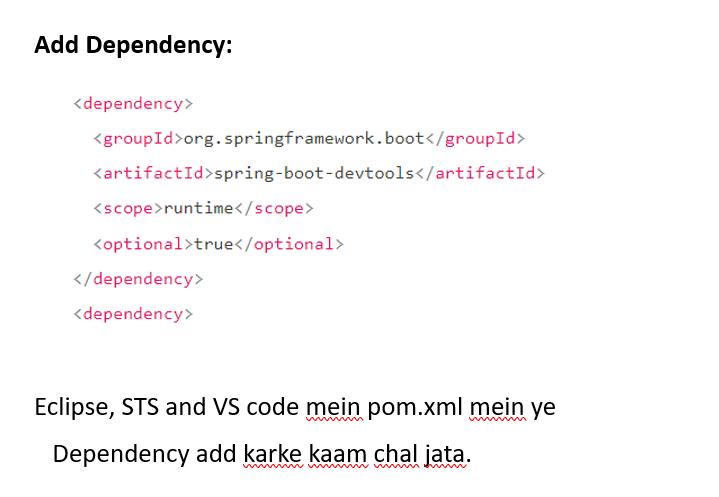 Add Dependency:
<dependency>
<groupId>org.springframework.boot</groupId>
<artifactId>spring-boot-devtools</artifactId>
<scope>runtime</scope>
<optional>true</optional>
</dependency>
<dependency>
Eclipse, STS and VS code mein pom.xml mein ye
Dependency add karke kaam chal jata.